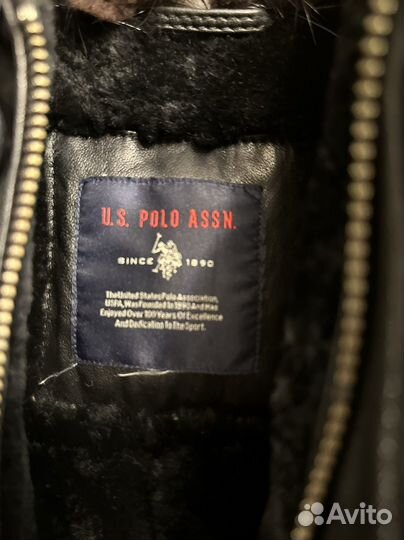 U.S. POLO ASSN.
SINCE 1890
The United States Polo Association,
USPA, Was Founded In 1890 And Has
Enjoyed Over 100 Years Of Excellence
And Dedication To The Sport.
Avito